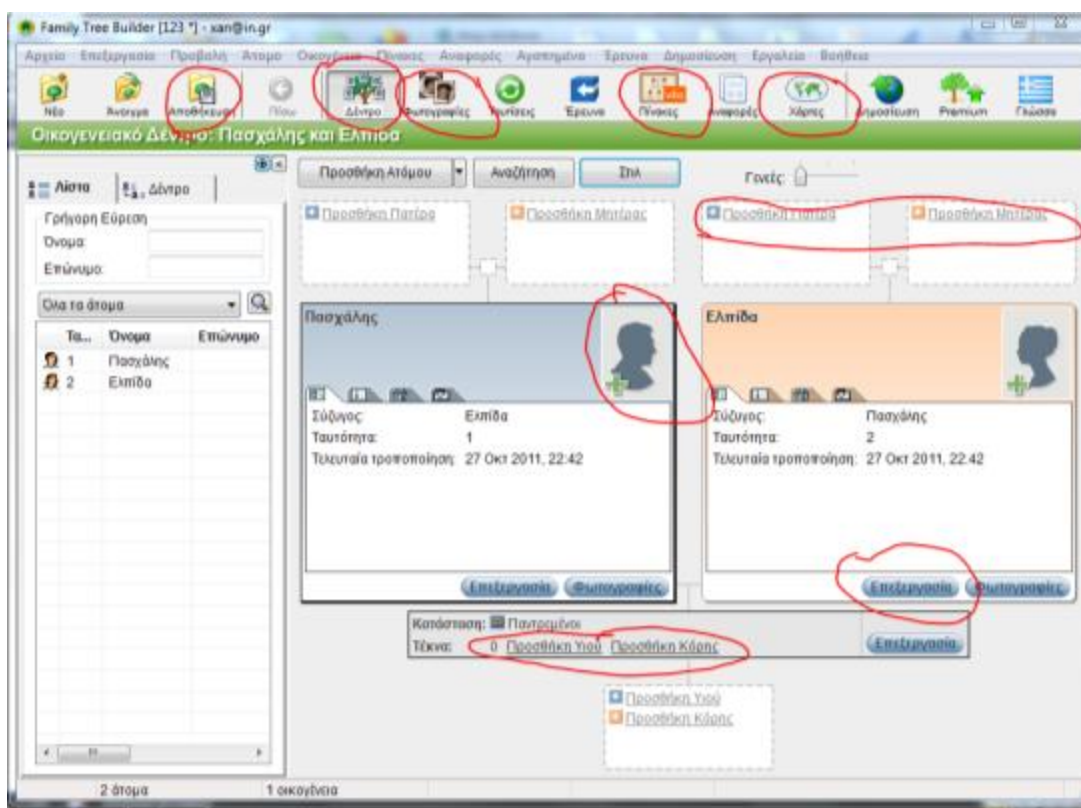 Family Tree Builder [123 *] - xan@in.gr
Αρχείο Επεξεργασία Προβολή Άτομο Οικογένεια Πίνακας Αναφορές Αγαπημένα Έρευνα Δημοσίευση Εργαλεία Βοήθεια
Νέο Άνοιγμα Αποθήκευση Πίσω Δέντρο Φωτογραφίες Ταυτίσεις Έρευνα Πίνακες Αναφορές Χάρτες Δημοσίευση Premium Γλώσσα
Οικογενειακό Δέντρο: Πασχάλης και Ελπίδα
Λίστα Δέντρο
Προσθήκη Ατόμου Αναζήτηση Στιλ Γενιές:
Γρήγορη Εύρεση
Όνομα:
Επώνυμο:
Όλα τα άτομα
Τα... Όνομα Επώνυμο
1 Πασχάλης
2 Ελπίδα
Προσθήκη Πατέρα Προσθήκη Μητέρας Προσθήκη Πατέρα Προσθήκη Μητέρας
Πασχάλης
Σύζυγος: Ελπίδα
Ταυτότητα: 1
Τελευταία τροποποίηση: 27 Οκτ 2011, 22:42
Επεξεργασία Φωτογραφίες
Ελπίδα
Σύζυγος: Πασχάλης
Ταυτότητα: 2
Τελευταία τροποποίηση: 27 Οκτ 2011, 22:42
Επεξεργασία Φωτογραφίες
Κατάσταση: Παντρεμένοι
Τέκνα: 0 Προσθήκη Υιού Προσθήκη Κόρης Επεξεργασία
Προσθήκη Υιού
Προσθήκη Κόρης
2 άτομα 1 οικογένεια